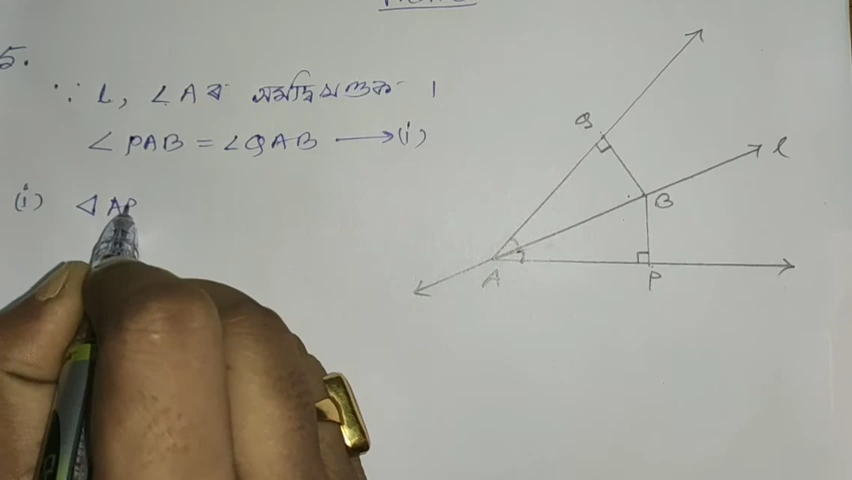 5.
∵ l, ∠A ৰ সমদ্বিখণ্ডক ।
∠PAB = ∠QAB ⟶ (i)
(i) △AP
Q
l
B
A
P